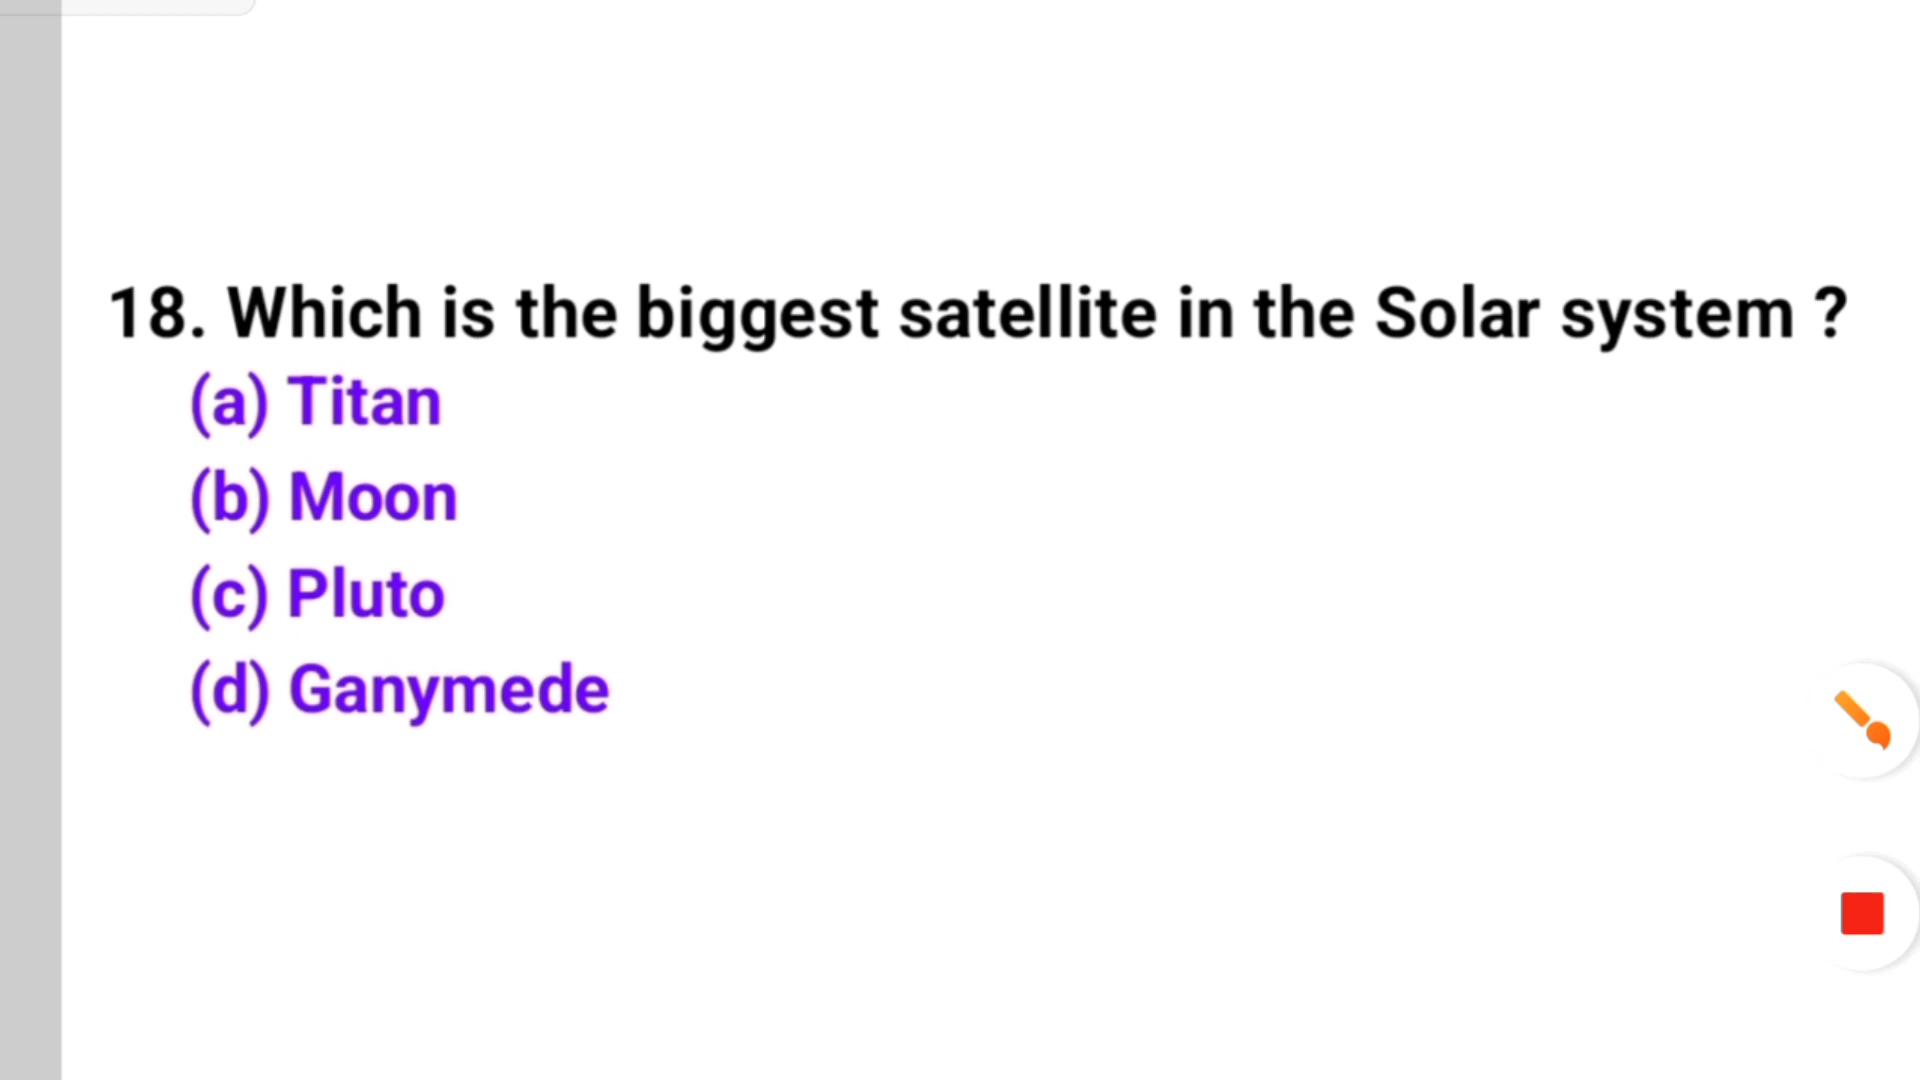 18. Which is the biggest satellite in the Solar system ?
(a) Titan
(b) Moon
(c) Pluto
(d) Ganymede